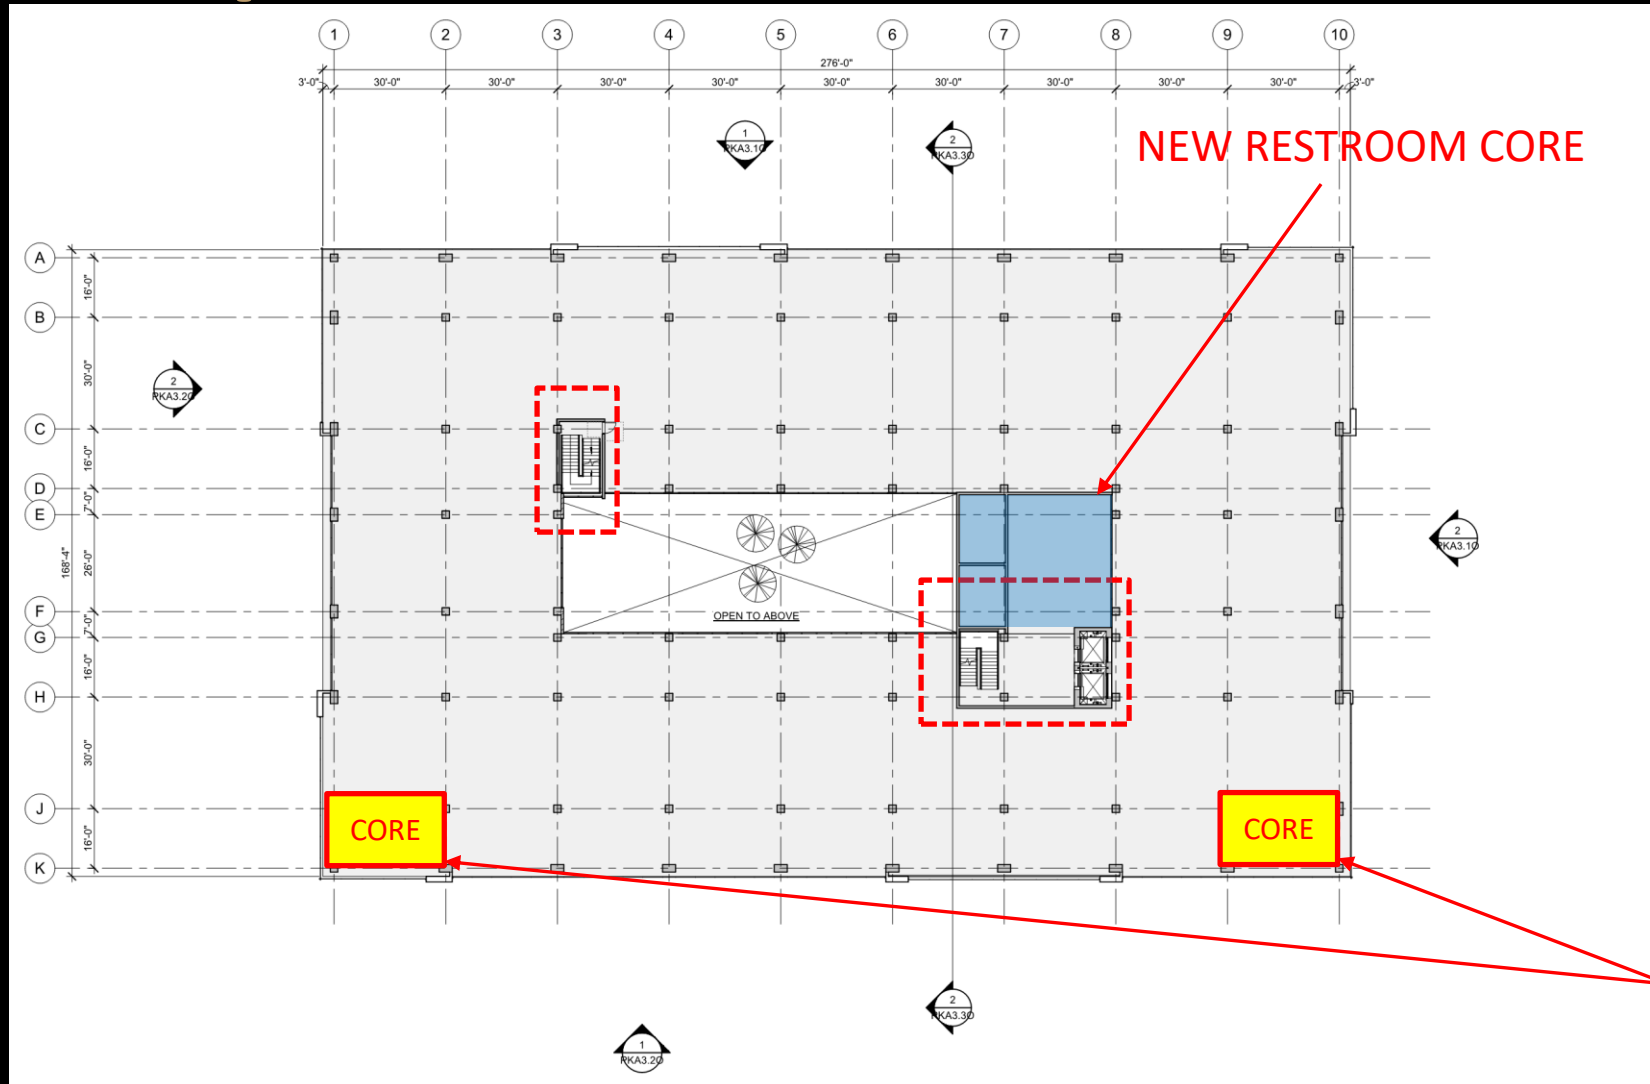 1 2 3 4 5 6 7 8 9 10
276'-0"
3'-0" 30'-0" 30'-0" 30'-0" 30'-0" 30'-0" 30'-0" 30'-0" 30'-0" 30'-0" 3'-0"
1
PKA3.10
2
PKA3.30
NEW RESTROOM CORE
A
16'-0"
B
30'-0"
2
PKA3.20
C
16'-0"
D
7'-0"
E
168'-4"
26'-0"
2
PKA3.10
F
OPEN TO ABOVE
7'-0"
G
16'-0"
H
30'-0"
J
CORE
CORE
16'-0"
K
2
PKA3.30
1
PKA3.20